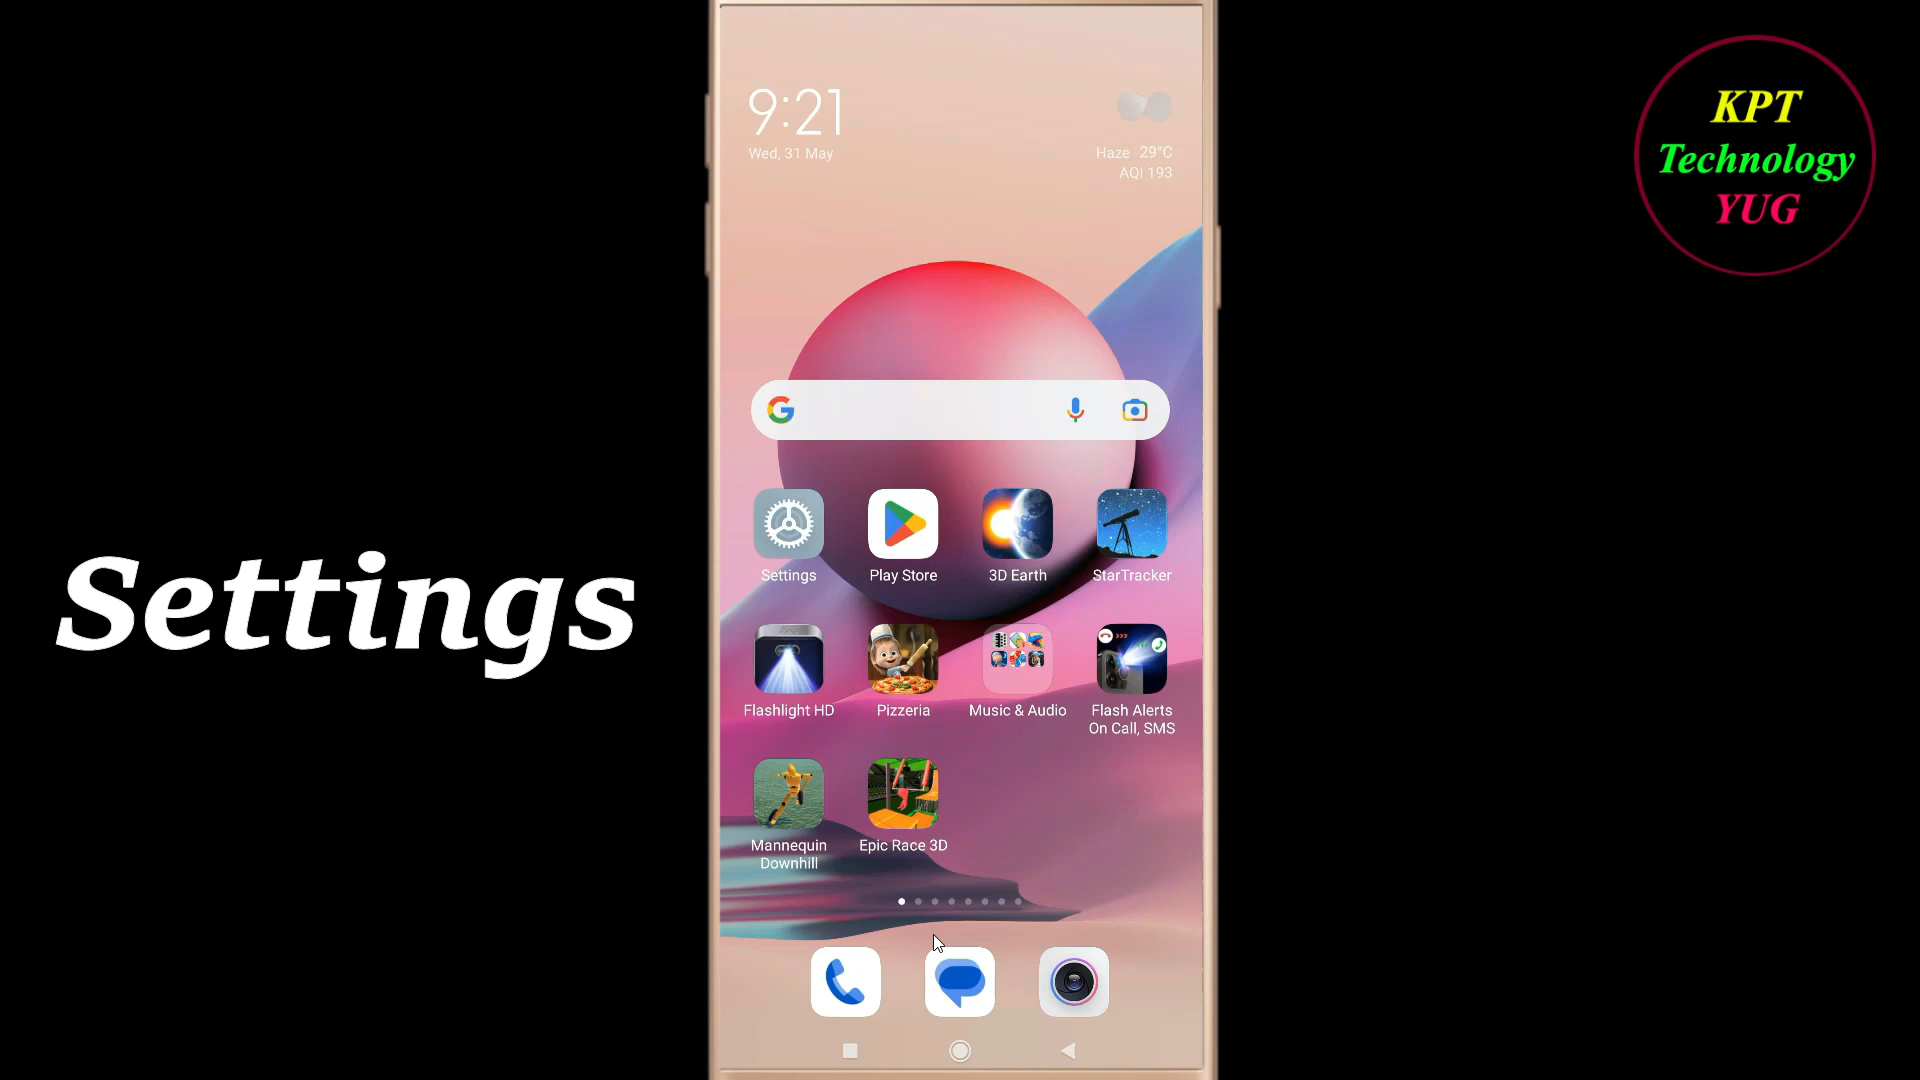 KPT
Technology
YUG
9:21
Wed, 31 May
Haze 29°C
AQI 193
Settings
Settings
Play Store
3D Earth
StarTracker
Flashlight HD
Pizzeria
Music & Audio
Flash Alerts
On Call, SMS
Mannequin
Downhill
Epic Race 3D